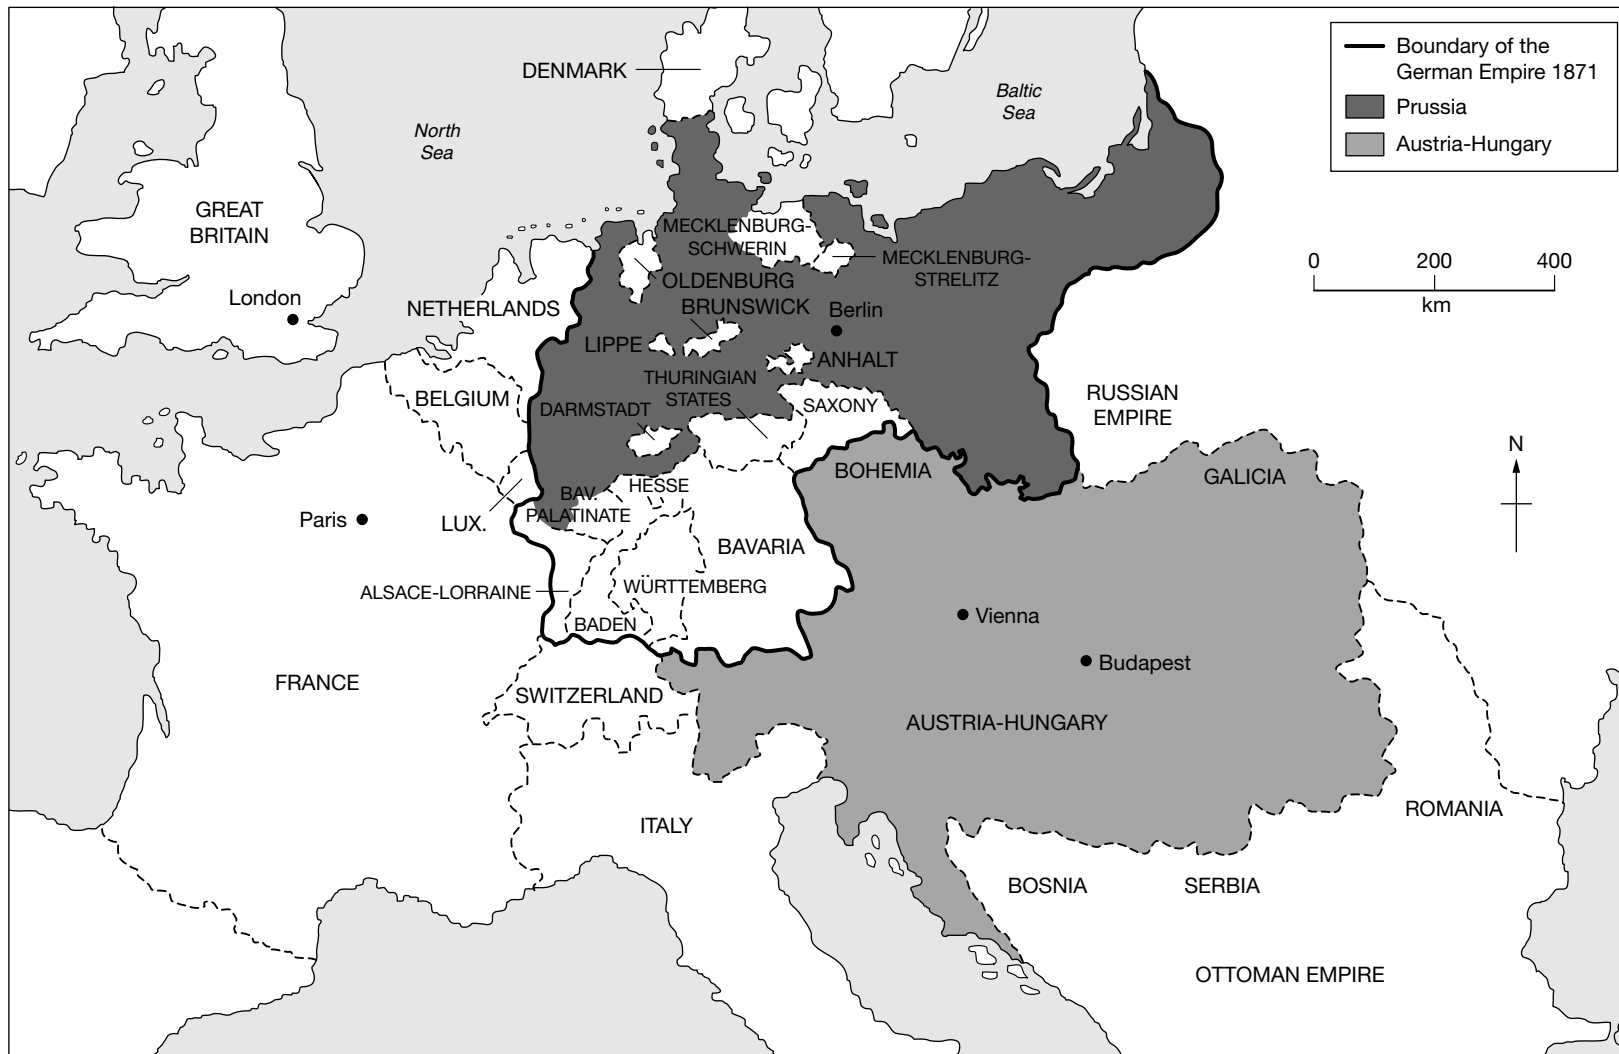 Boundary of the
German Empire 1871
Prussia
Austria-Hungary
DENMARK
Baltic
Sea
North
Sea
GREAT
BRITAIN
MECKLENBURG-
SCHWERIN
MECKLENBURG-
STRELITZ
0 200 400
km
London
NETHERLANDS
OLDENBURG
BRUNSWICK
Berlin
LIPPE
ANHALT
THURINGIAN
STATES
BELGIUM
DARMSTADT
SAXONY
RUSSIAN
EMPIRE
N
BOHEMIA
GALICIA
HESSE
BAV.
PALATINATE
Paris
LUX.
BAVARIA
ALSACE-LORRAINE
WÜRTTEMBERG
BADEN
Vienna
Budapest
FRANCE
SWITZERLAND
AUSTRIA-HUNGARY
ITALY
ROMANIA
BOSNIA
SERBIA
OTTOMAN EMPIRE